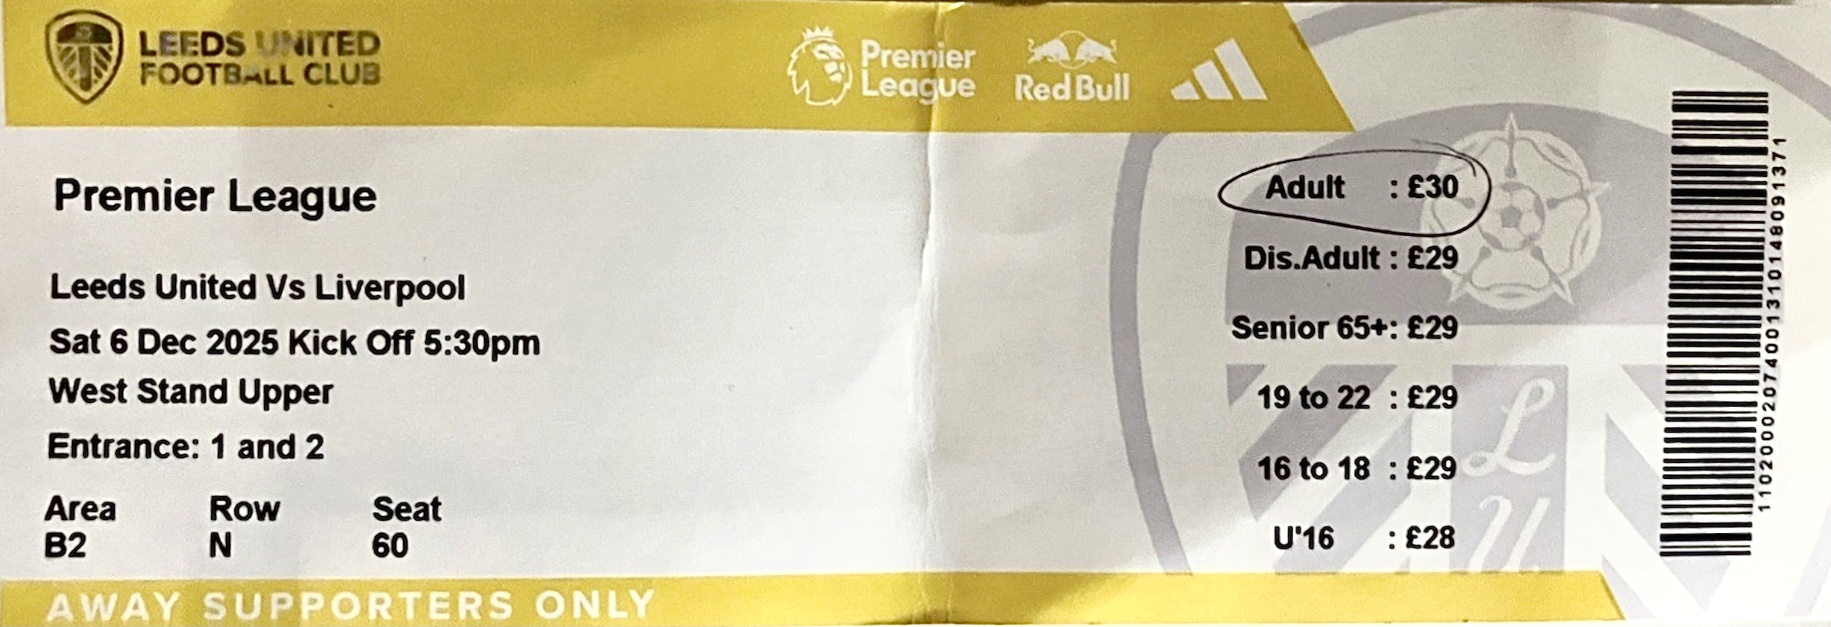 LEEDS UNITED
FOOTBALL CLUB
Premier
League
Red Bull
Premier League
Leeds United Vs Liverpool
Sat 6 Dec 2025 Kick Off 5:30pm
West Stand Upper
Entrance: 1 and 2
Area Row Seat
B2 N 60
Adult : £30
Dis.Adult : £29
Senior 65+: £29
19 to 22 : £29
16 to 18 : £29
U'16 : £28
L
U
11020002074001310148091371
AWAY SUPPORTERS ONLY